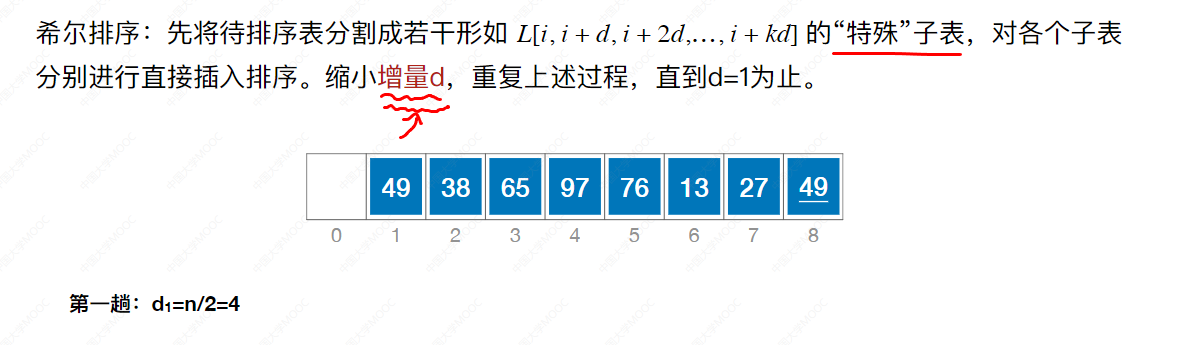 希尔排序：先将待排序表分割成若干形如 L[i, i + d, i + 2d,..., i + kd] 的“特殊”子表，对各个子表
分别进行直接插入排序。缩小增量d，重复上述过程，直到d=1为止。
49 38 65 97 76 13 27 49
0 1 2 3 4 5 6 7 8
第一趟：d₁=n/2=4